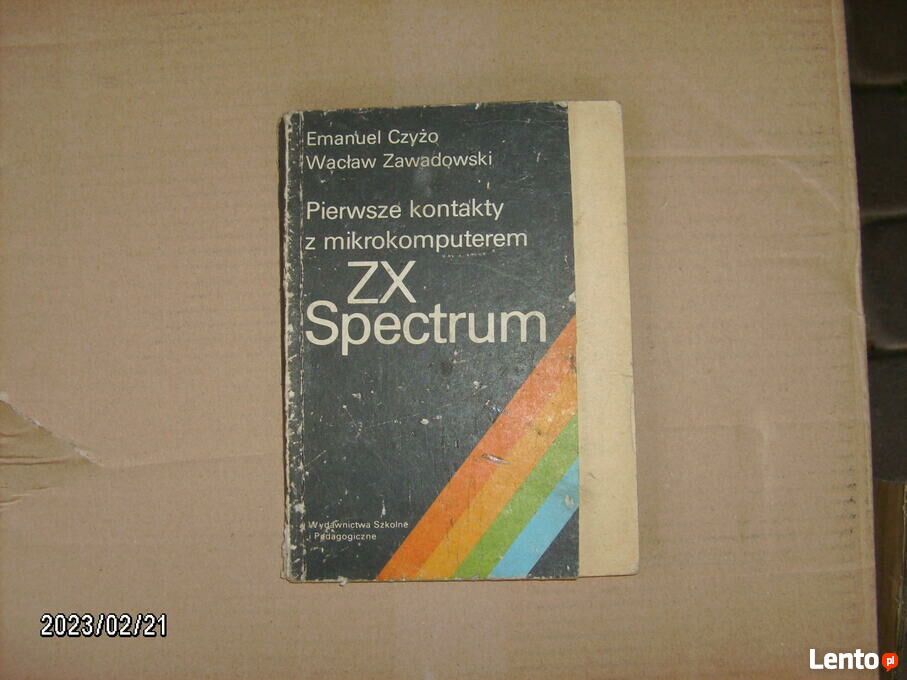 Emanuel Czyżo
Wacław Zawadowski
Pierwsze kontakty
z mikrokomputerem
ZX
Spectrum
Wydawnictwa Szkolne
i Pedagogiczne
2023/02/21
Lento.pl